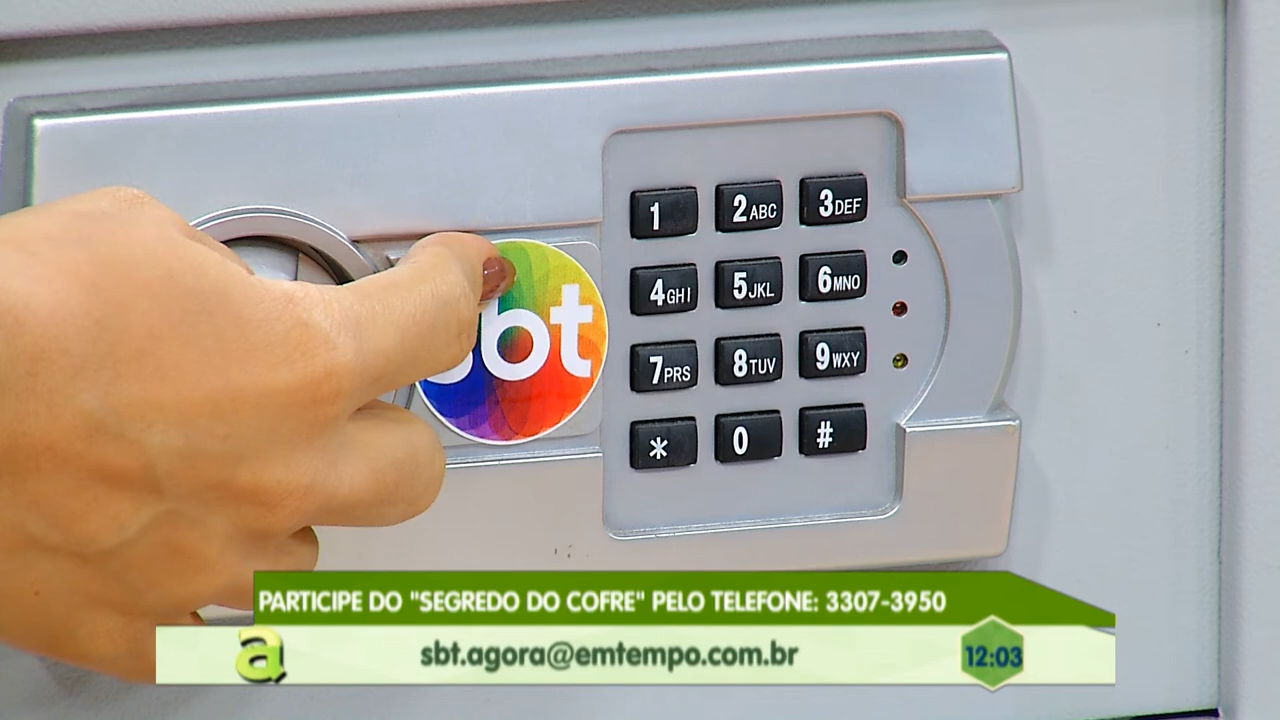 1 2ABC 3DEF
sbt
4GHI 5JKL 6MNO
7PRS 8TUV 9WXY
* 0 #
PARTICIPE DO "SEGREDO DO COFRE" PELO TELEFONE: 3307-3950
a sbt.agora@emtempo.com.br 12:03